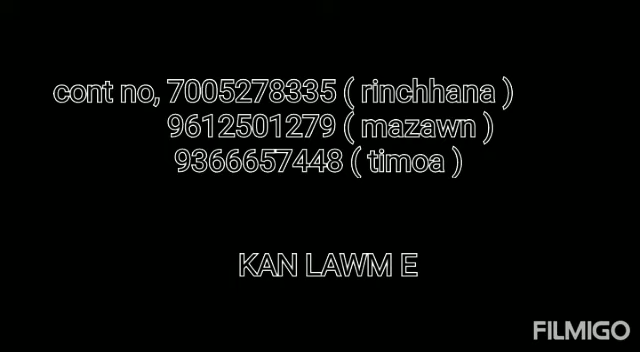 cont no, 7005278335 ( rinchhana )
9612501279 ( mazawn )
9366657448 ( timoa )
KAN LAWM E
FILMIGO